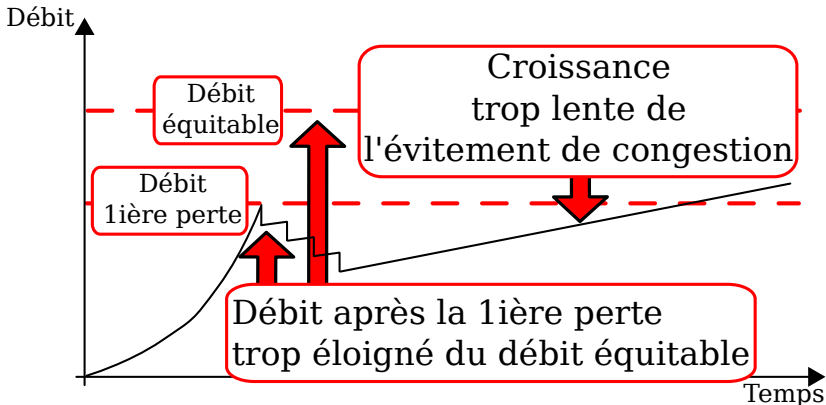 Débit
Croissance
trop lente de
l'évitement de congestion
Débit
équitable
Débit
1ière perte
Débit après la 1ière perte
trop éloigné du débit équitable
Temps